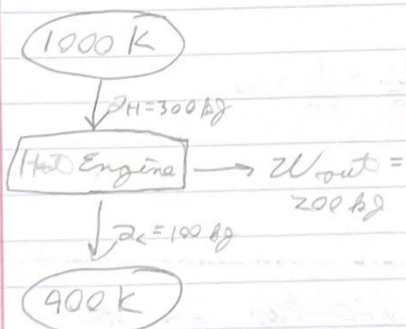 1000 K
QH=300 kJ
Heat Engine
Wout =
200 kJ
Qc=100 kJ
400 K